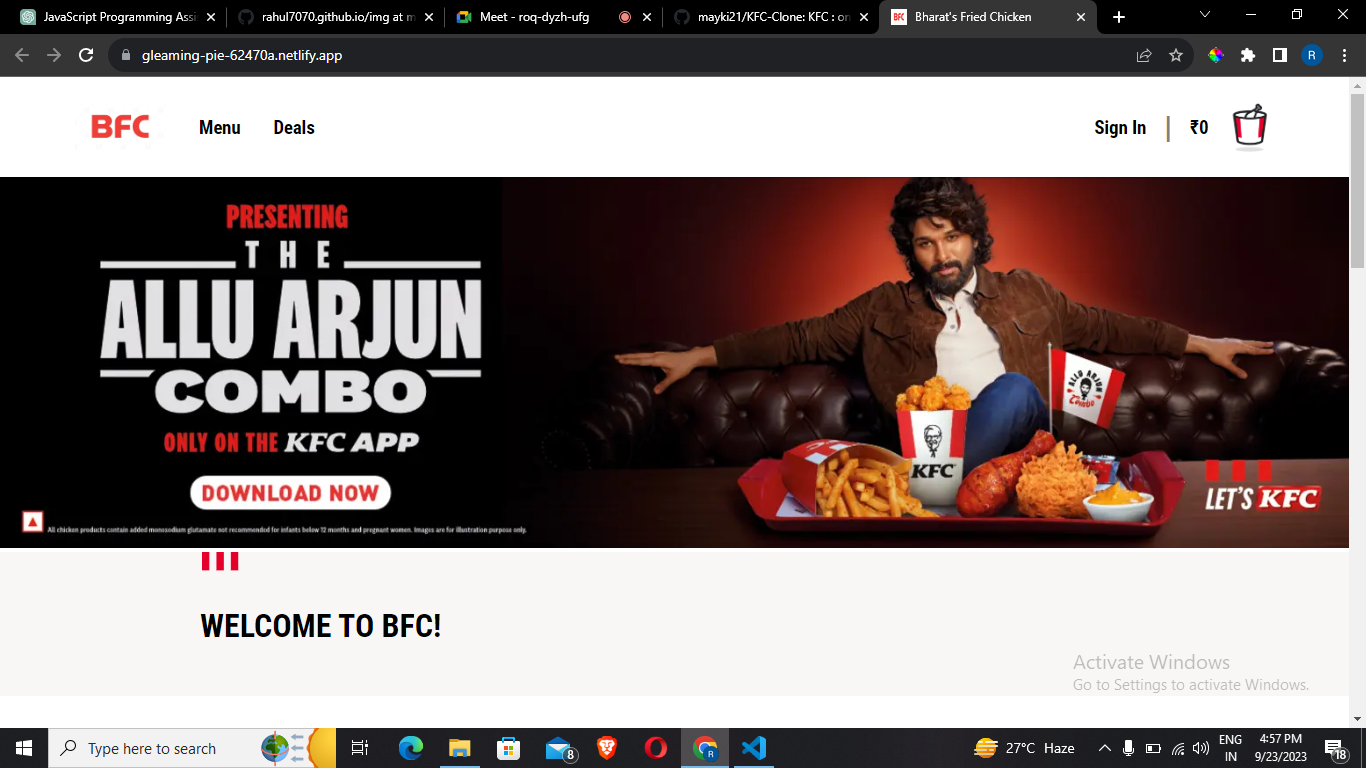 JavaScript Programming Assi
rahul7070.github.io/img at m
Meet - roq-dyzh-ufg
mayki21/KFC-Clone: KFC : on
BFC
Bharat's Fried Chicken
gleaming-pie-62470a.netlify.app
R
BFC
Menu
Deals
Sign In
₹0
PRESENTING
THE
ALLU ARJUN
COMBO
ONLY ON THE KFC APP
DOWNLOAD NOW
All chicken products contain added monosodium glutamate not recommended for infants below 12 months and pregnant women. Images are for illustration purpose only.
ALLU ARJUN
KFC
LET'S KFC
WELCOME TO BFC!
Activate Windows
Go to Settings to activate Windows.
Type here to search
8
R
27°C Haze
ENG
IN
4:57 PM
9/23/2023
18